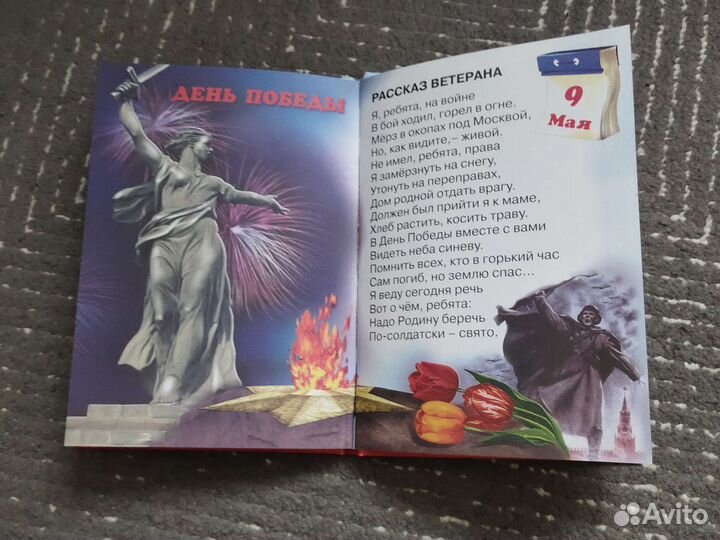 ДЕНЬ ПОБЕДЫ
РАССКАЗ ВЕТЕРАНА
Я, ребята, на войне
В бой ходил, горел в огне.
Мёрз в окопах под Москвой,
Но, как видите, – живой.
Не имел, ребята, права
Я замёрзнуть на снегу,
Утонуть на переправах,
Дом родной отдать врагу.
Должен был прийти я к маме,
Хлеб растить, косить траву.
В День Победы вместе с вами
Видеть неба синеву.
Помнить всех, кто в горький час
Сам погиб, но землю спас...
Я веду сегодня речь
Вот о чём, ребята:
Надо Родину беречь
По-солдатски – свято.
9
Мая
Avito